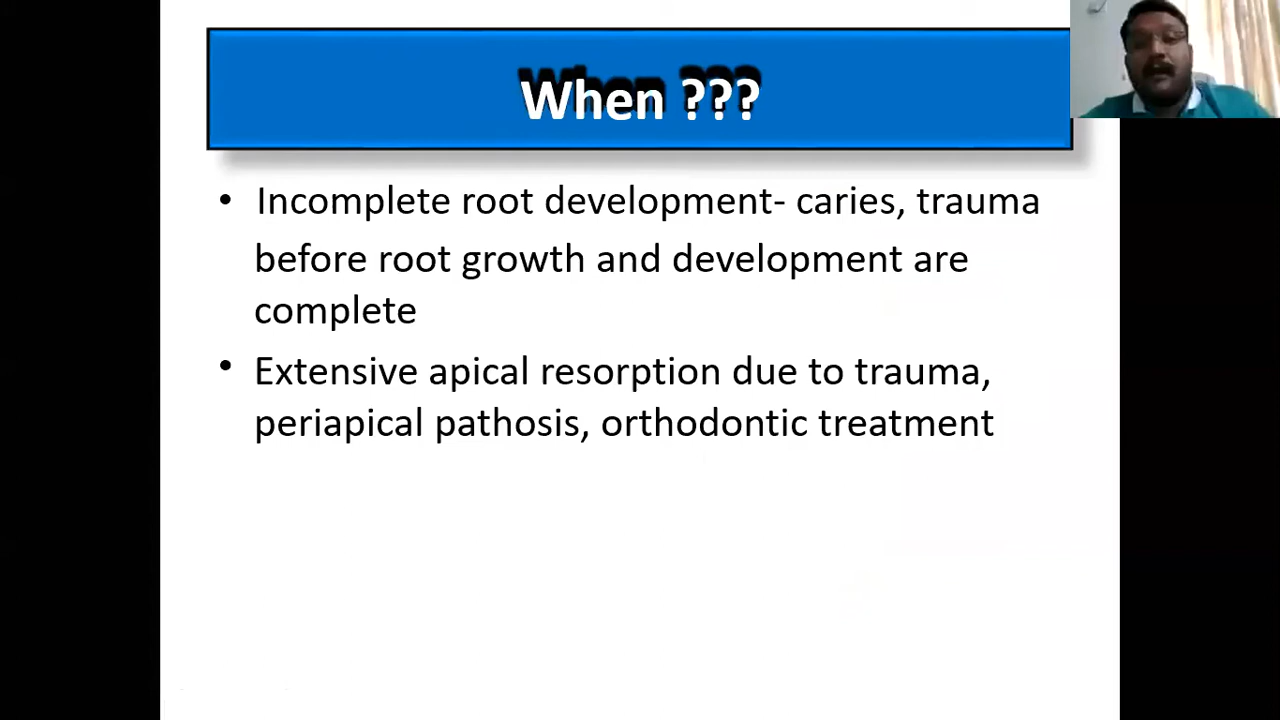 When ???
• Incomplete root development- caries, trauma
before root growth and development are
complete
• Extensive apical resorption due to trauma,
periapical pathosis, orthodontic treatment